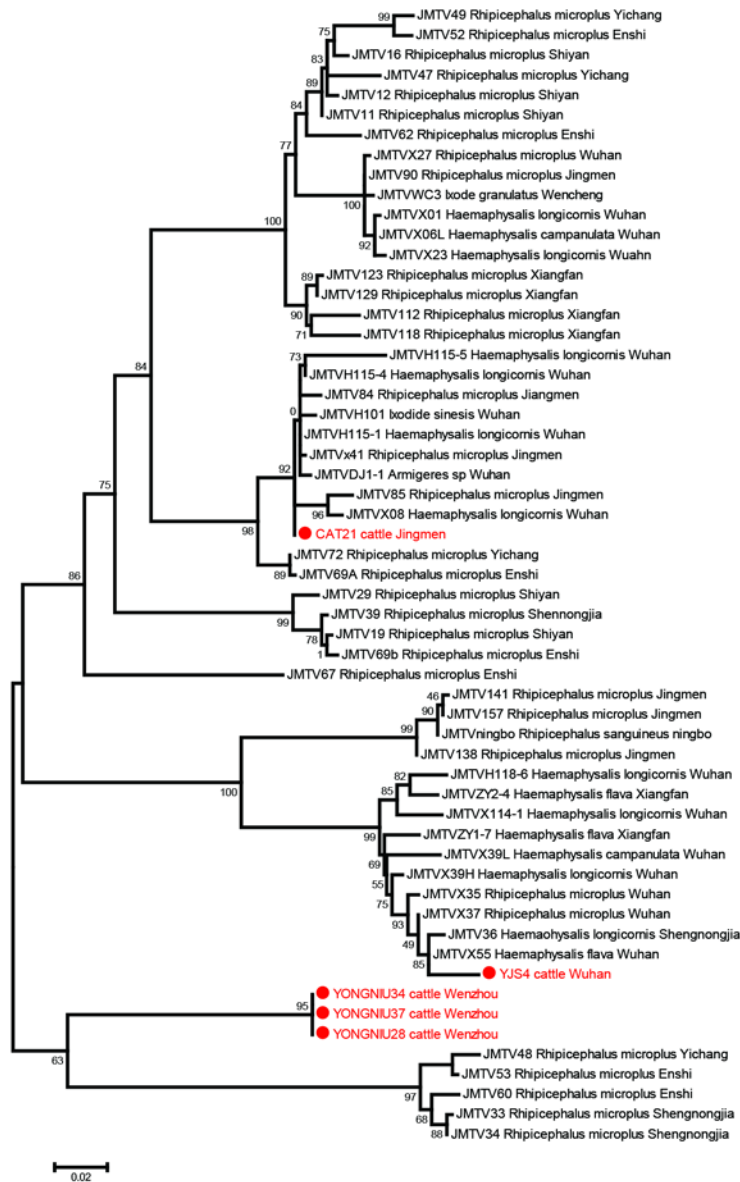 99
JMTV49 Rhipicephalus microplus Yichang
75
JMTV52 Rhipicephalus microplus Enshi
JMTV16 Rhipicephalus microplus Shiyan
83
JMTV47 Rhipicephalus microplus Yichang
89
JMTV12 Rhipicephalus microplus Shiyan
84
JMTV11 Rhipicephalus microplus Shiyan
JMTV62 Rhipicephalus microplus Enshi
77
JMTVX27 Rhipicephalus microplus Wuhan
JMTV90 Rhipicephalus microplus Jingmen
JMTVWC3 Ixode granulatus Wencheng
100
JMTVX01 Haemaphysalis longicornis Wuhan
100
JMTVX06L Haemaphysalis campanulata Wuhan
92
JMTVX23 Haemaphysalis longicornis Wuahn
89
JMTV123 Rhipicephalus microplus Xiangfan
JMTV129 Rhipicephalus microplus Xiangfan
90
JMTV112 Rhipicephalus microplus Xiangfan
71
JMTV118 Rhipicephalus microplus Xiangfan
73
JMTVH115-5 Haemaphysalis longicornis Wuhan
84
JMTVH115-4 Haemaphysalis longicornis Wuhan
JMTV84 Rhipicephalus microplus Jiangmen
0
JMTVH101 Ixodide sinesis Wuhan
JMTVH115-1 Haemaphysalis longicornis Wuhan
JMTVx41 Rhipicephalus microplus Jingmen
92
JMTVDJ1-1 Armigeres sp Wuhan
75
JMTV85 Rhipicephalus microplus Jingmen
96
JMTVX08 Haemaphysalis longicornis Wuhan
98
CAT21 cattle Jingmen
JMTV72 Rhipicephalus microplus Yichang
89
JMTV69A Rhipicephalus microplus Enshi
86
JMTV29 Rhipicephalus microplus Shiyan
99
JMTV39 Rhipicephalus microplus Shennongjia
78
JMTV19 Rhipicephalus microplus Shiyan
1
JMTV69b Rhipicephalus microplus Enshi
JMTV67 Rhipicephalus microplus Enshi
46
JMTV141 Rhipicephalus microplus Jingmen
90
JMTV157 Rhipicephalus microplus Jingmen
99
JMTVningbo Rhipicephalus sanguineus ningbo
JMTV138 Rhipicephalus microplus Jingmen
82
JMTVH118-6 Haemaphysalis longicornis Wuhan
100
85
JMTVZY2-4 Haemaphysalis flava Xiangfan
JMTVX114-1 Haemaphysalis longicornis Wuhan
99
JMTVZY1-7 Haemaphysalis flava Xiangfan
69
JMTVX39L Haemaphysalis campanulata Wuhan
55
JMTVX39H Haemaphysalis longicornis Wuhan
75
JMTVX35 Rhipicephalus microplus Wuhan
93
JMTVX37 Rhipicephalus microplus Wuhan
49
JMTV36 Haemaohysalis longicornis Shengnongjia
JMTVX55 Haemaphysalis flava Wuhan
85
YJS4 cattle Wuhan
YONGNIU34 cattle Wenzhou
95
YONGNIU37 cattle Wenzhou
YONGNIU28 cattle Wenzhou
63
JMTV48 Rhipicephalus microplus Yichang
JMTV53 Rhipicephalus microplus Enshi
97
JMTV60 Rhipicephalus microplus Enshi
68
JMTV33 Rhipicephalus microplus Shengnongjia
88
JMTV34 Rhipicephalus microplus Shengnongjia
0.02